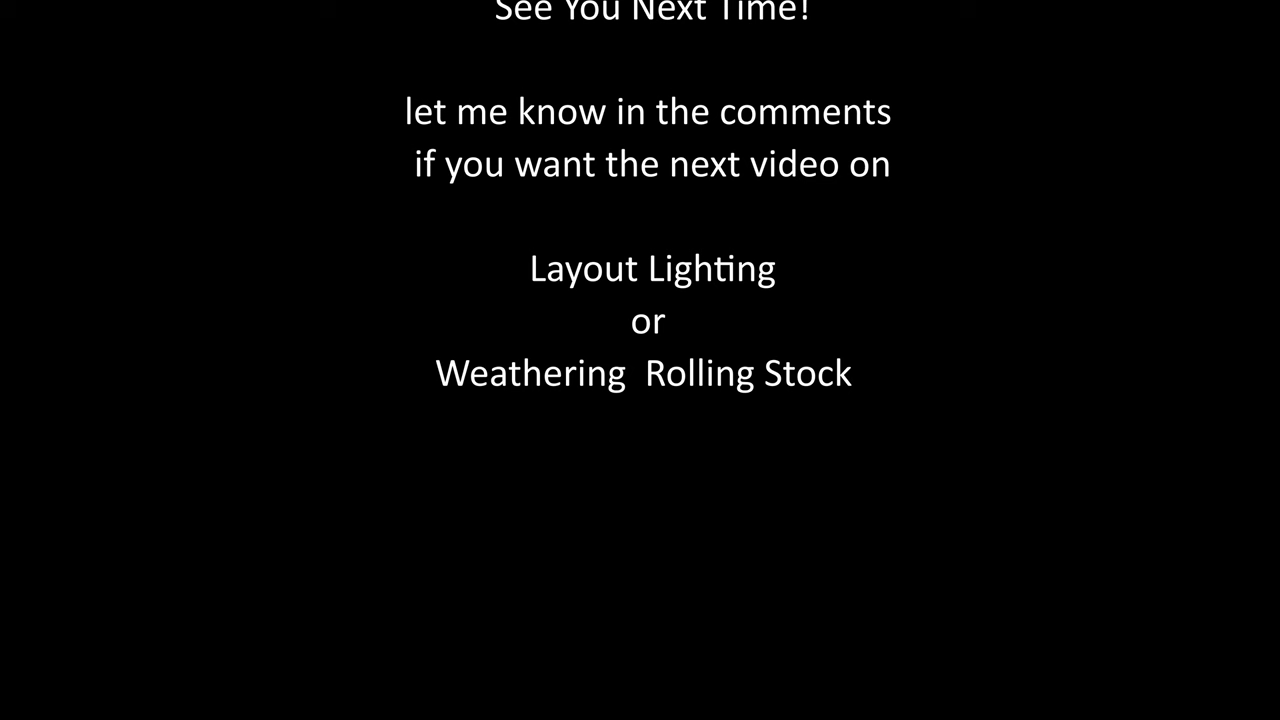 See You Next Time!
let me know in the comments
if you want the next video on
Layout Lighting
or
Weathering  Rolling Stock